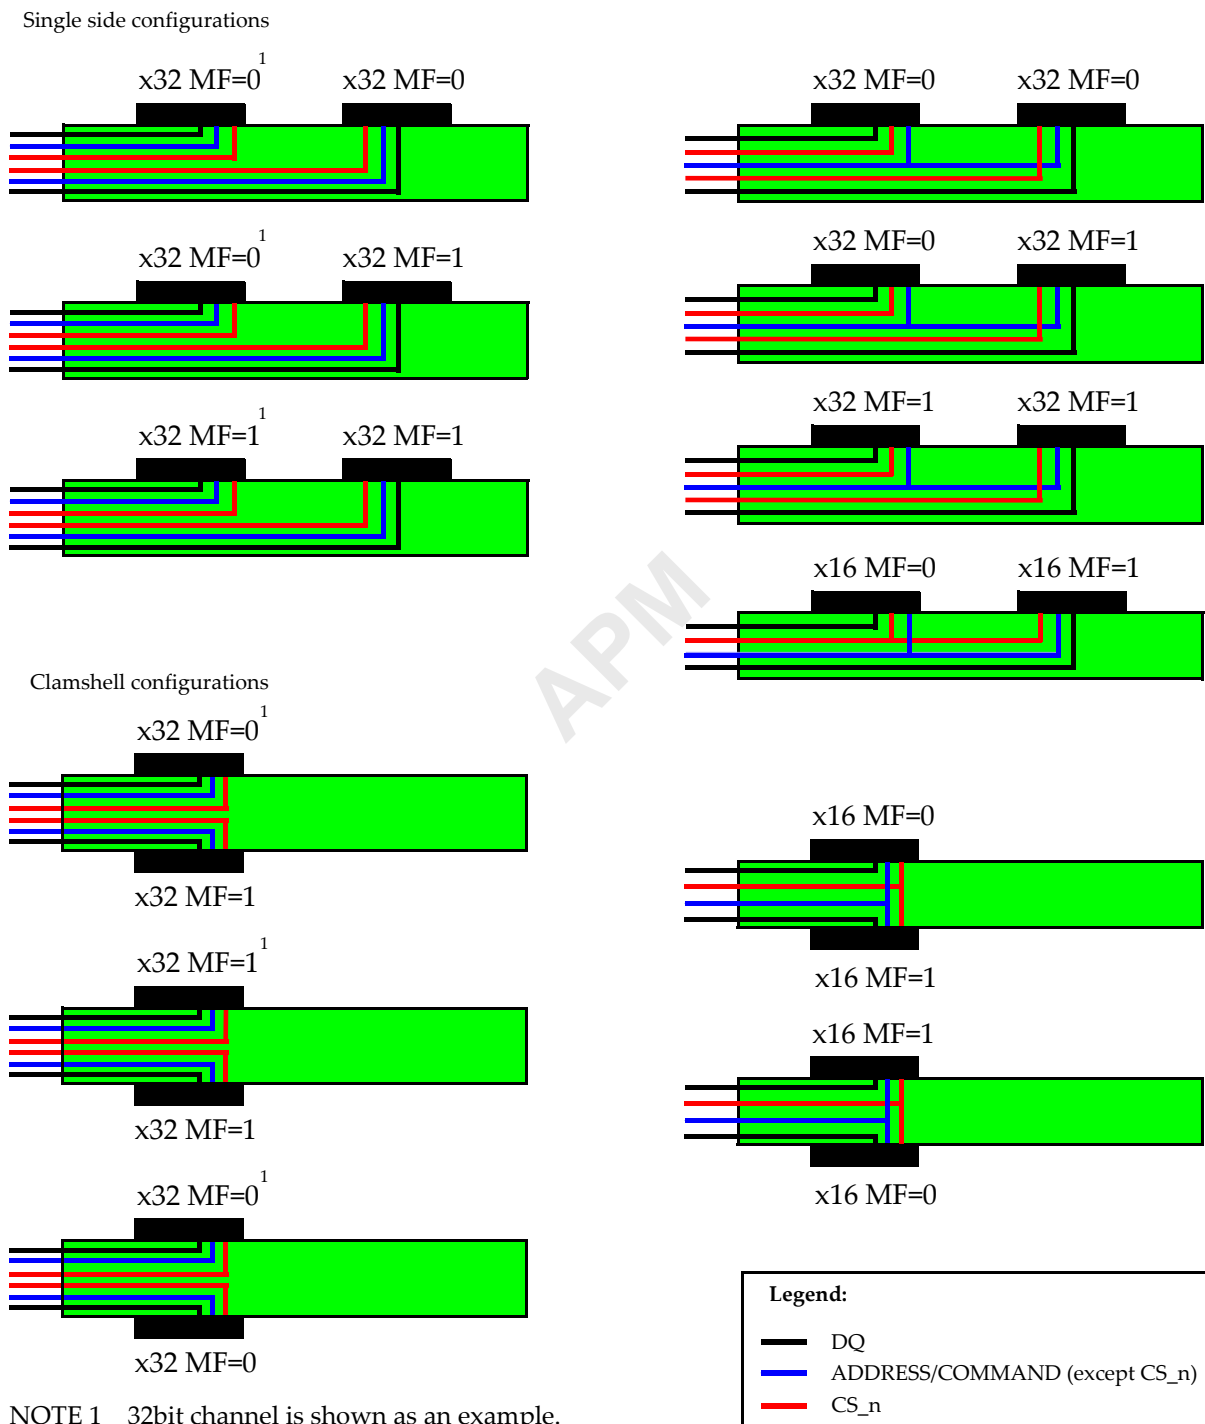 Single side configurations
x32 MF=0 1 x32 MF=0
x32 MF=0 x32 MF=0
x32 MF=0 1 x32 MF=1
x32 MF=0 x32 MF=1
x32 MF=1 1 x32 MF=1
x32 MF=1 x32 MF=1
x16 MF=0 x16 MF=1
APM
Clamshell configurations
x32 MF=0 1
x32 MF=1
x16 MF=0
x16 MF=1
x32 MF=1 1
x32 MF=1
x16 MF=1
x16 MF=0
x32 MF=0 1
x32 MF=0
Legend:
DQ
ADDRESS/COMMAND (except CS_n)
CS_n
NOTE 1 32bit channel is shown as an example.